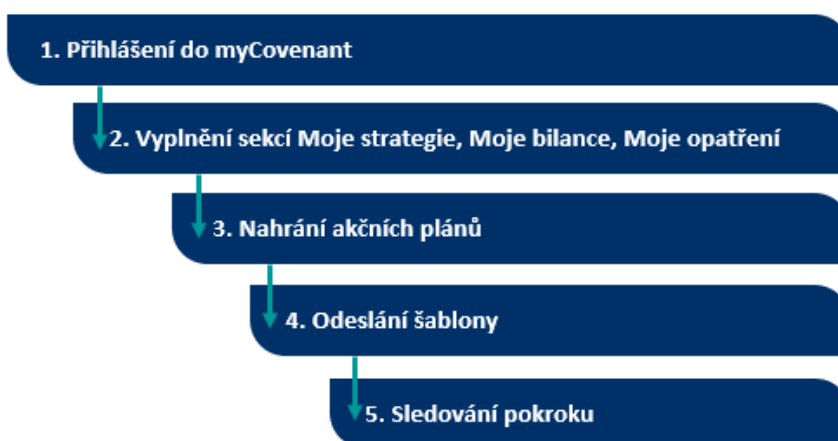 1. Přihlášení do myCovenant
2. Vyplnění sekcí Moje strategie, Moje bilance, Moje opatření
3. Nahrání akčních plánů
4. Odeslání šablony
5. Sledování pokroku